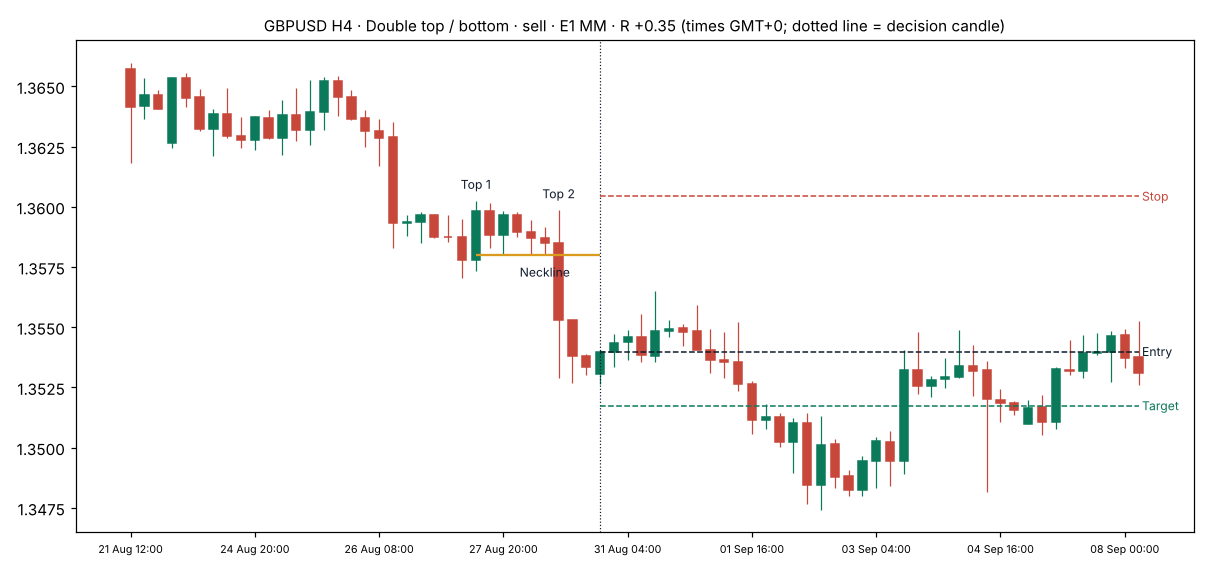 GBPUSD H4 · Double top / bottom · sell · E1 MM · R +0.35 (times GMT+0; dotted line = decision candle)
1.3650
1.3625
1.3600
1.3575
1.3550
1.3525
1.3500
1.3475
Top 1
Top 2
Neckline
Stop
Entry
Target
21 Aug 12:00
24 Aug 20:00
26 Aug 08:00
27 Aug 20:00
31 Aug 04:00
01 Sep 16:00
03 Sep 04:00
04 Sep 16:00
08 Sep 00:00